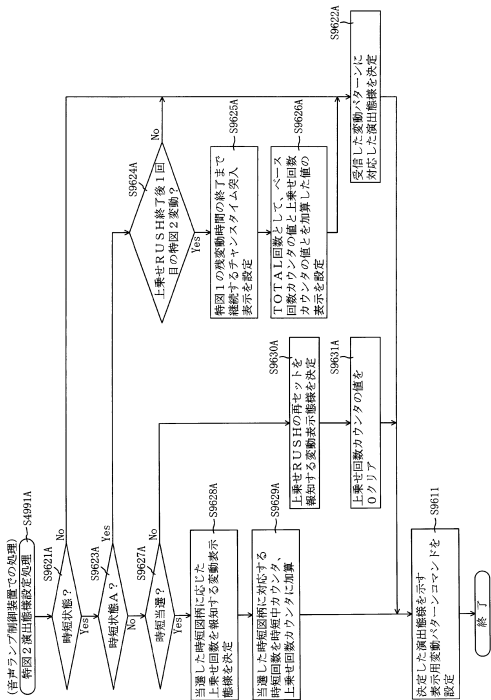 (音声ランプ制御装置での処理)
特図2演出態様設定処理
S4991A
S9621A
時短状態?
No
Yes
S9623A
時短状態A?
Yes
No
S9627A
時短当選?
No
Yes
S9628A
当選した時短図柄に応じた
上乗せ回数を報知する変動表示
態様を決定
S9629A
当選した時短図柄に対応する
時短回数を時短中カウンタ、
上乗せ回数カウンタに加算
S9630A
上乗せRUSHの再セットを
報知する変動表示態様を決定
S9631A
上乗せ回数カウンタの値を
0クリア
S9624A
上乗せRUSH終了後1回
目の特図2変動?
No
Yes
S9625A
特図1の残変動時間の終了まで
継続するチャンスタイム突入
表示を設定
S9626A
TOTAL回数として、ベース
回数カウンタの値と上乗せ回数
カウンタの値とを加算した値の
表示を設定
S9622A
受信した変動パターンに
対応した演出態様を決定
S9611
決定した演出態様を示す
表示用変動パターンコマンドを
設定
終了